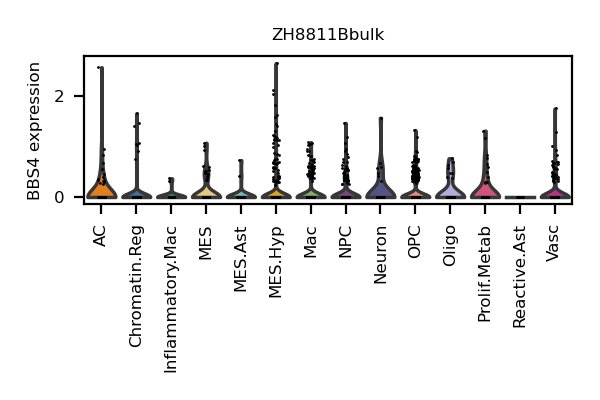 ZH8811Bbulk
BBS4 expression
2
0
AC
Chromatin.Reg
Inflammatory.Mac
MES
MES.Ast
MES.Hyp
Mac
NPC
Neuron
OPC
Oligo
Prolif.Metab
Reactive.Ast
Vasc